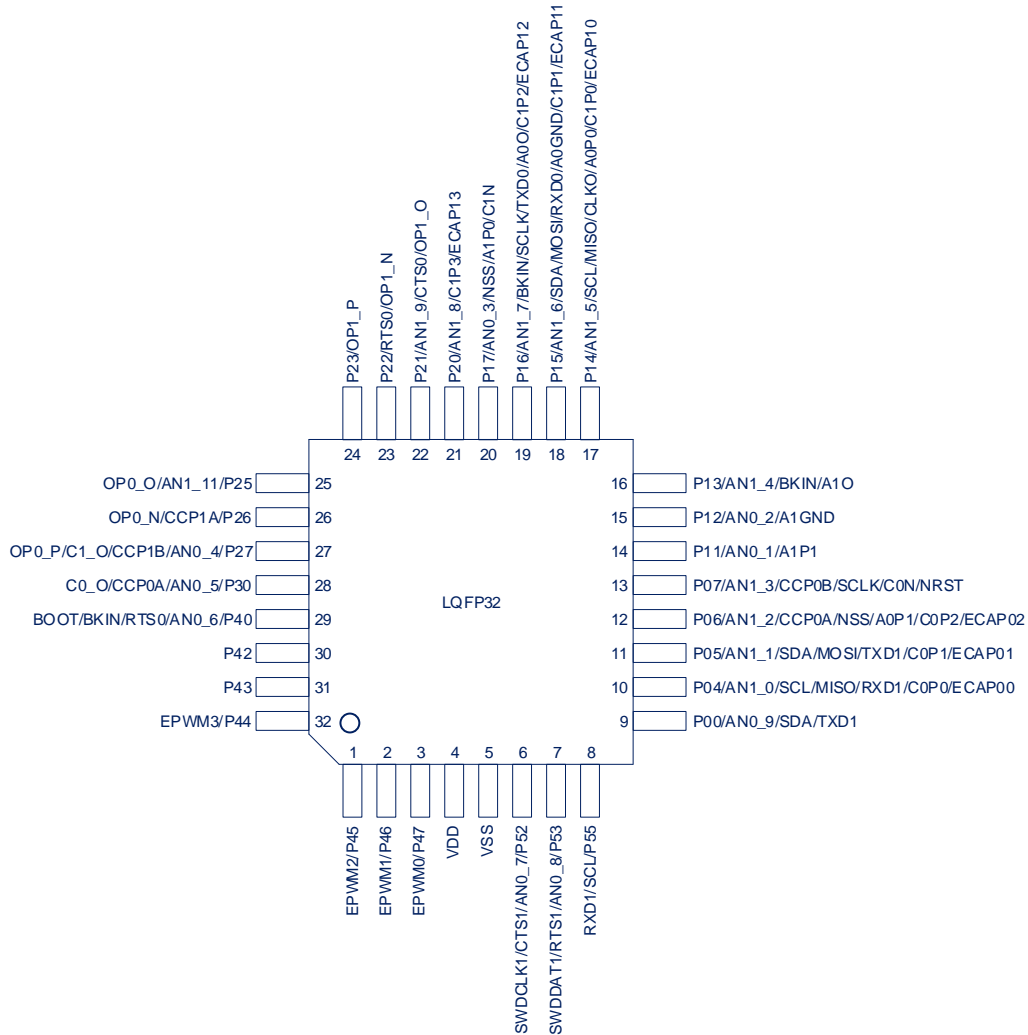 P23/OP1_P
P22/RTS0/OP1_N
P21/AN1_9/CTS0/OP1_O
P20/AN1_8/C1P3/ECAP13
P17/AN0_3/NSS/A1P0/C1N
P16/AN1_7/BKIN/SCLK/TXD0/A0O/C1P2/ECAP12
P15/AN1_6/SDA/MOSI/RXD0/A0GND/C1P1/ECAP11
P14/AN1_5/SCL/MISO/CLKO/A0P0/C1P0/ECAP10
24 23 22 21 20 19 18 17
OP0_O/AN1_11/P25 25
OP0_N/CCP1A/P26 26
OP0_P/C1_O/CCP1B/AN0_4/P27 27
C0_O/CCP0A/AN0_5/P30 28
BOOT/BKIN/RTS0/AN0_6/P40 29
P42 30
P43 31
EPWM3/P44 32
LQFP32
16 P13/AN1_4/BKIN/A1O
15 P12/AN0_2/A1GND
14 P11/AN0_1/A1P1
13 P07/AN1_3/CCP0B/SCLK/C0N/NRST
12 P06/AN1_2/CCP0A/NSS/A0P1/C0P2/ECAP02
11 P05/AN1_1/SDA/MOSI/TXD1/C0P1/ECAP01
10 P04/AN1_0/SCL/MISO/RXD1/C0P0/ECAP00
9 P00/AN0_9/SDA/TXD1
1 2 3 4 5 6 7 8
EPWM2/P45
EPWM1/P46
EPWM0/P47
VDD
VSS
SWDCLK1/CTS1/AN0_7/P52
SWDDAT1/RTS1/AN0_8/P53
RXD1/SCL/P55